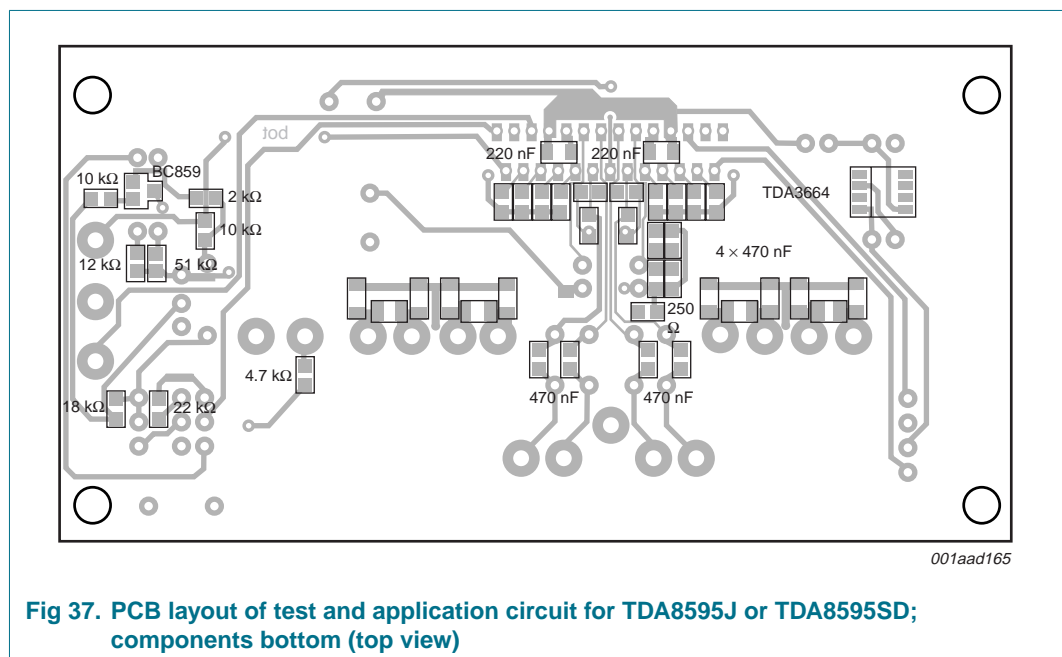 bot
220 nF
220 nF
BC859
10 kΩ
2 kΩ
TDA3664
10 kΩ
12 kΩ
51 kΩ
4 × 470 nF
250
Ω
4.7 kΩ
470 nF
470 nF
18 kΩ
22 kΩ
001aad165
Fig 37. PCB layout of test and application circuit for TDA8595J or TDA8595SD;
components bottom (top view)